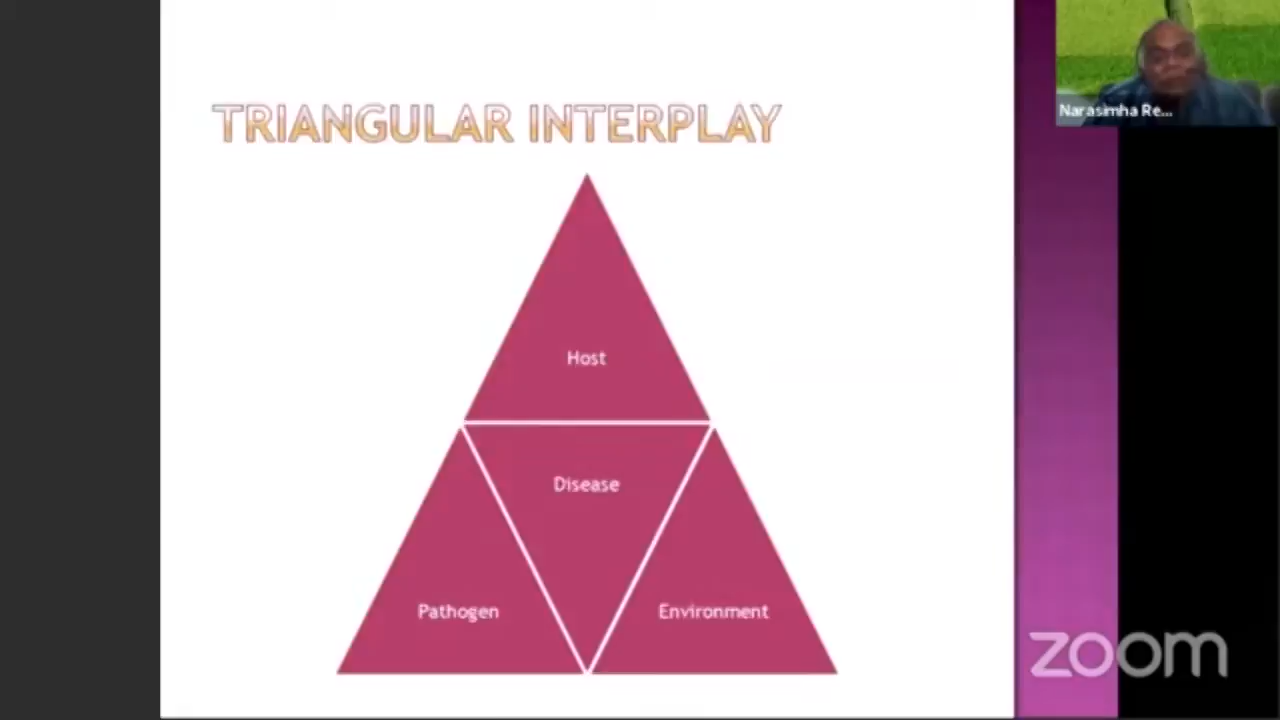 TRIANGULAR INTERPLAY
Narasimha Re...
Host
Disease
Pathogen
Environment
zoom